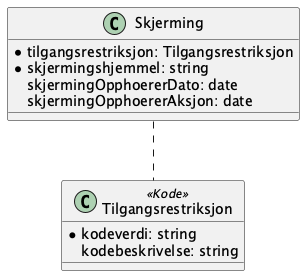 C Skjerming
tilgangsrestriksjon: Tilgangsrestriksjon
skjermingshjemmel: string
skjermingOpphoererDato: date
skjermingOpphoererAksjon: date
«Kode»
C Tilgangsrestriksjon
kodeverdi: string
kodebeskrivelse: string